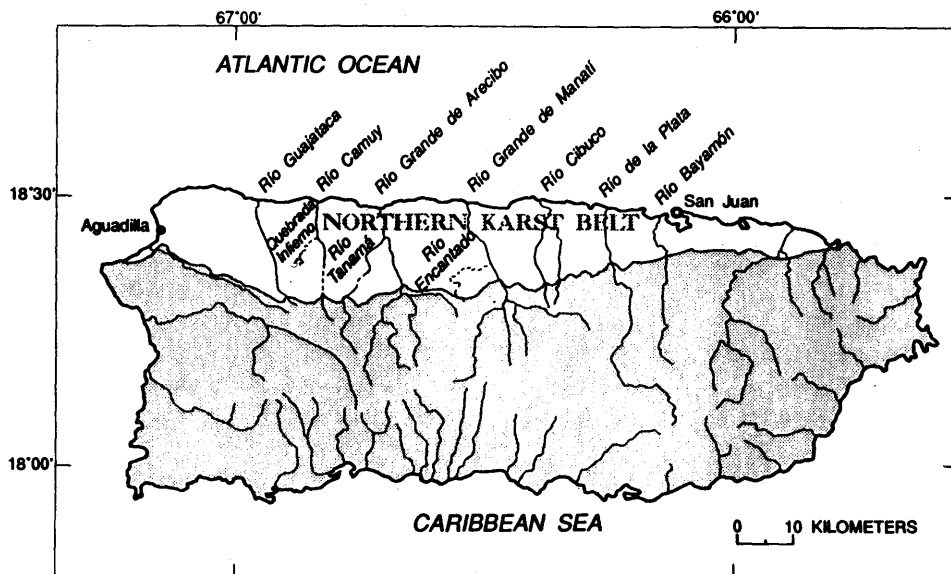 67°00'
66°00'
ATLANTIC OCEAN
Río Guajataca
Río Camuy
Río Grande de Arecibo
Río Grande de Manatí
Río Cibuco
Río de la Plata
Río Bayamón
18°30'
San Juan
Aguadilla
NORTHERN KARST BELT
Quebrada
Infierno
Río
Tanamá
Río
Encantado
18°00'
CARIBBEAN SEA
0 10 KILOMETERS